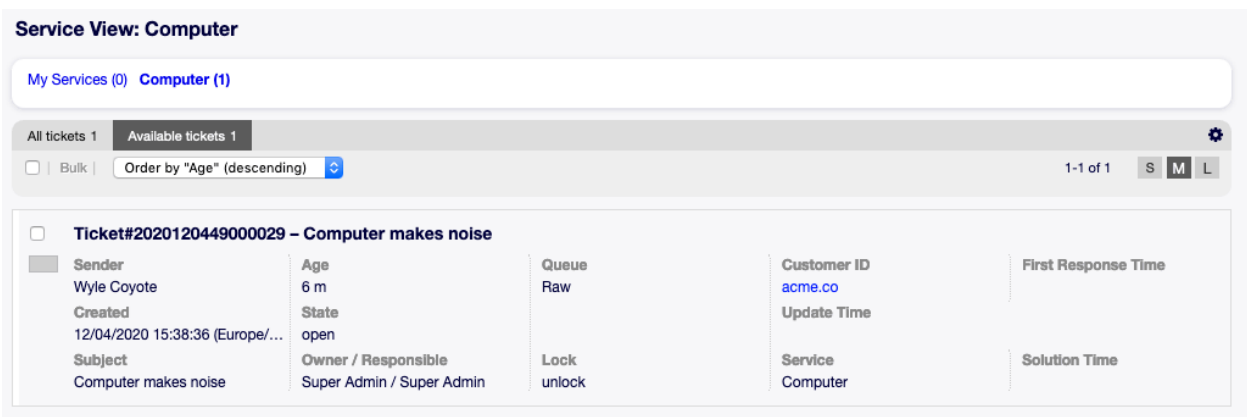 Service View: Computer
My Services (0) Computer (1)
All tickets 1 Available tickets 1
| Bulk | Order by "Age" (descending) 1-1 of 1 S M L
Ticket#2020120449000029 – Computer makes noise
Sender Age Queue Customer ID First Response Time
Wyle Coyote 6 m Raw acme.co
Created State Update Time
12/04/2020 15:38:36 (Europe/... open
Subject Owner / Responsible Lock Service Solution Time
Computer makes noise Super Admin / Super Admin unlock Computer